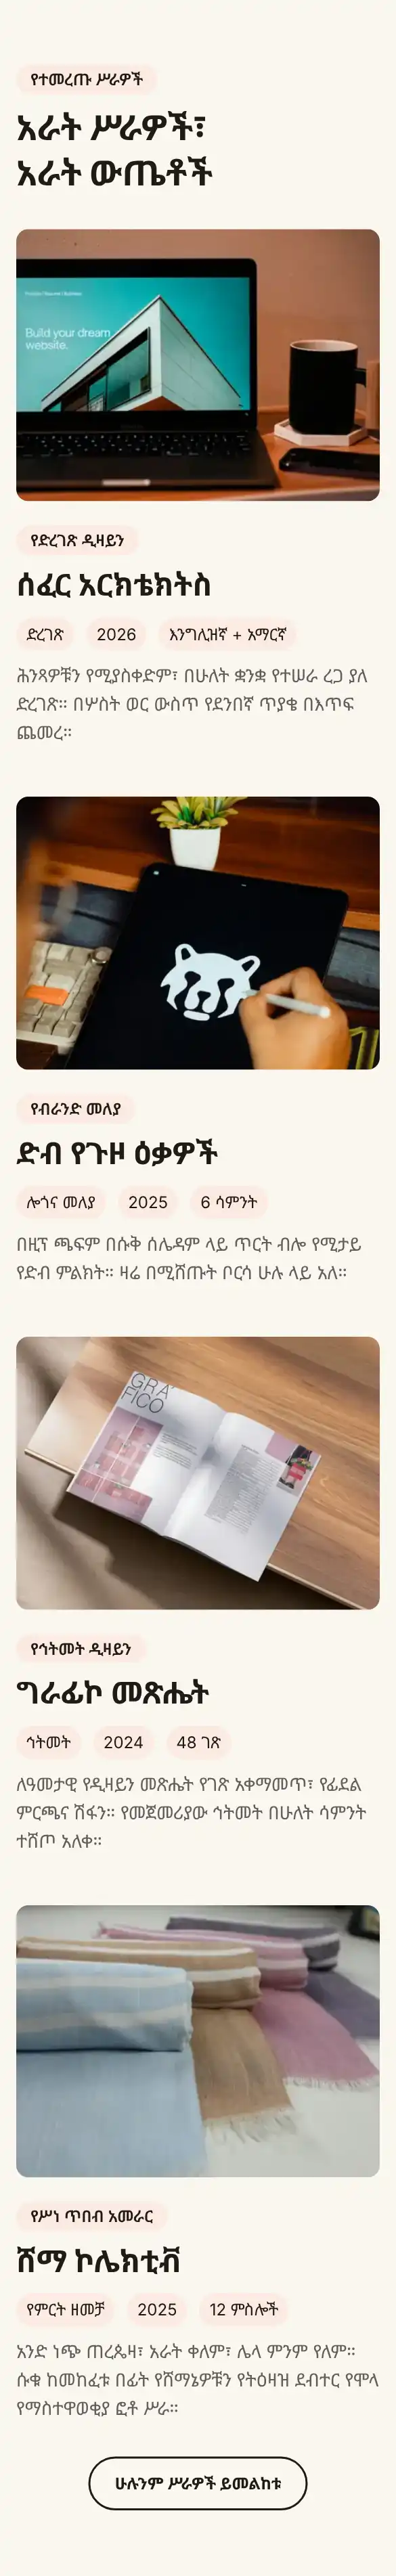 የተመረጡ ሥራዎች
አራት ሥራዎች፣
አራት ውጤቶች
Build your dream
website.
የድረገጽ ዲዛይን
ሰፈር አርክቴክትስ
ድረገጽ 2026 እንግሊዝኛ + አማርኛ
ሕንጻዎቹን የሚያስቀድም፣ በሁለት ቋንቋ የተሠራ ረጋ ያለ
ድረገጽ። በሦስት ወር ውስጥ የደንበኛ ጥያቄ በእጥፍ
ጨመረ።
የብራንድ መለያ
ድብ የጉዞ ዕቃዎች
ሎጎና መለያ 2025 6 ሳምንት
በዚፕ ጫፍም በሱቅ ሰሌዳም ላይ ጥርት ብሎ የሚታይ
የድብ ምልክት። ዛሬ በሚሸጡት ቦርሳ ሁሉ ላይ አለ።
GRA
FICO
የኅትመት ዲዛይን
ግራፊኮ መጽሔት
ኅትመት 2024 48 ገጽ
ለዓመታዊ የዲዛይን መጽሔት የገጽ አቀማመጥ፣ የፊደል
ምርጫና ሽፋን። የመጀመሪያው ኅትመት በሁለት ሳምንት
ተሸጦ አለቀ።
የሥነ ጥበብ አመራር
ሸማ ኮሌክቲቭ
የምርት ዘመቻ 2025 12 ምስሎች
አንድ ነጭ ጠረጴዛ፣ አራት ቀለም፣ ሌላ ምንም የለም።
ሱቁ ከመከፈቱ በፊት የሸማኔዎቹን የትዕዛዝ ደብተር የሞላ
የማስተዋወቂያ ፎቶ ሥራ።
ሁሉንም ሥራዎች ይመልከቱ